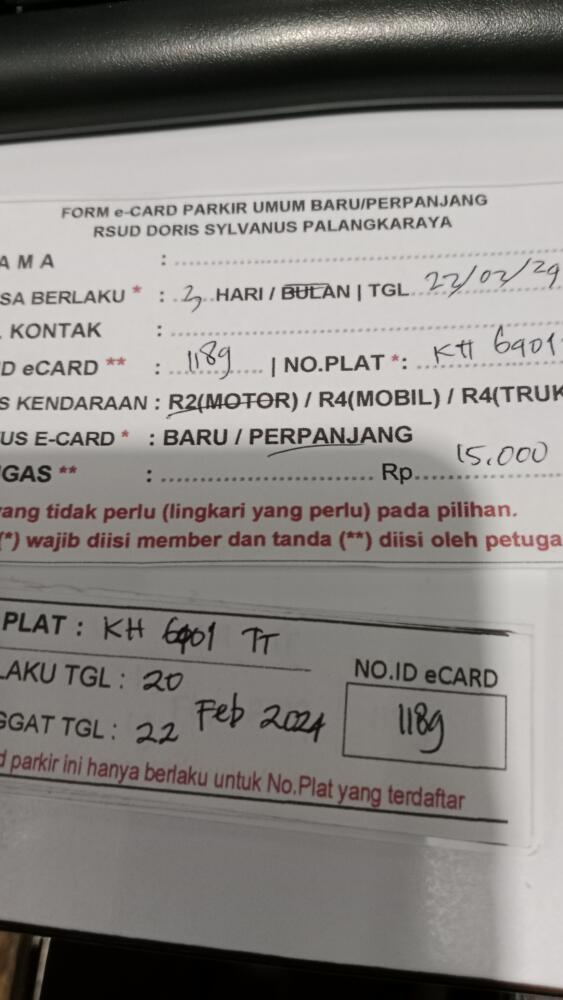 FORM e-CARD PARKIR UMUM BARU/PERPANJANG
RSUD DORIS SYLVANUS PALANGKARAYA
AMA :
SA BERLAKU * : 3 HARI / BULAN | TGL 22/02/24
. KONTAK :
D eCARD ** : 1189 | NO.PLAT *: KH 6901
S KENDARAAN : R2(MOTOR) / R4(MOBIL) / R4(TRUK
US E-CARD * : BARU / PERPANJANG
GAS ** : Rp 15.000
ang tidak perlu (lingkari yang perlu) pada pilihan.
(*) wajib diisi member dan tanda (**) diisi oleh petuga
PLAT : KH 6901 TT
LAKU TGL : 20
NO.ID eCARD
GGAT TGL : 22 Feb 2024
1189
d parkir ini hanya berlaku untuk No.Plat yang terdaftar